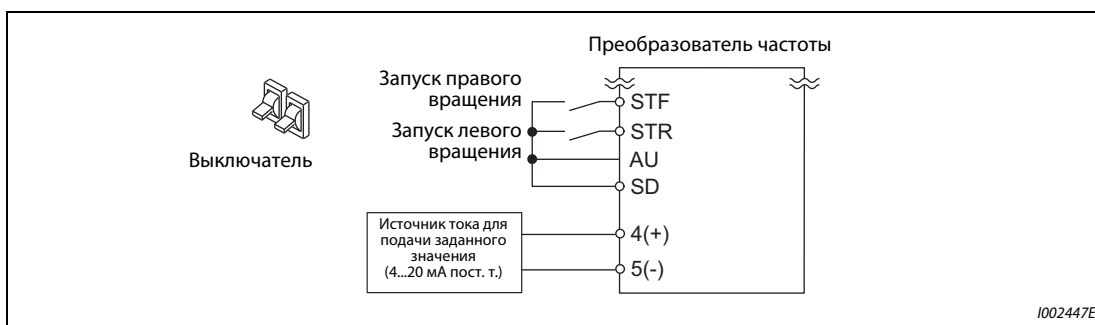 Преобразователь частоты
Запуск правого
вращения
STF
Запуск левого
вращения
STR
AU
SD
Выключатель
Источник тока для
подачи заданного
значения
(4...20 мА пост. т.)
4(+)
5(-)
I002447E